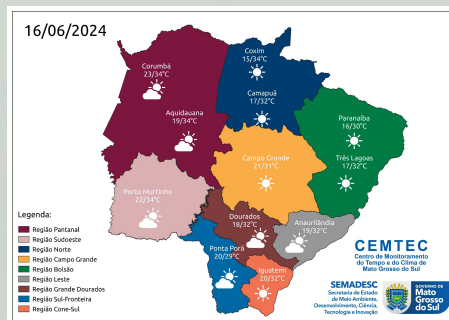 16/06/2024
Coxim
15/34°C
Corumbá
23/34°C
Camapuã
17/32°C
Aquidauana
19/34°C
Paranaíba
16/30°C
Campo Grande
21/31°C
Três Lagoas
17/32°C
Porto Murtinho
22/34°C
Dourados
18/32°C
Anaurilândia
19/32°C
Ponta Porã
20/29°C
Iguatemi
20/32°C
Legenda:
Região Pantanal
Região Sudoeste
Região Norte
Região Campo Grande
Região Bolsão
Região Leste
Região Grande Dourados
Região Sul-Fronteira
Região Cone-Sul
CEMTEC
Centro de Monitoramento
do Tempo e do Clima de
Mato Grosso do Sul
SEMADESC
Secretaria de Estado
de Meio Ambiente,
Desenvolvimento, Ciência,
Tecnologia e Inovação
GOVERNO DE
Mato
Grosso
do Sul